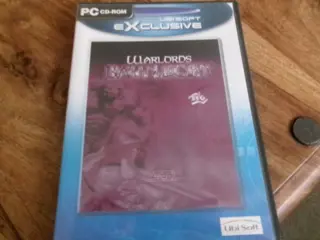 PC CD-ROM
UBISOFT
EXCLUSIVE
WARLORDS
BATTLECRY
Ubi Soft